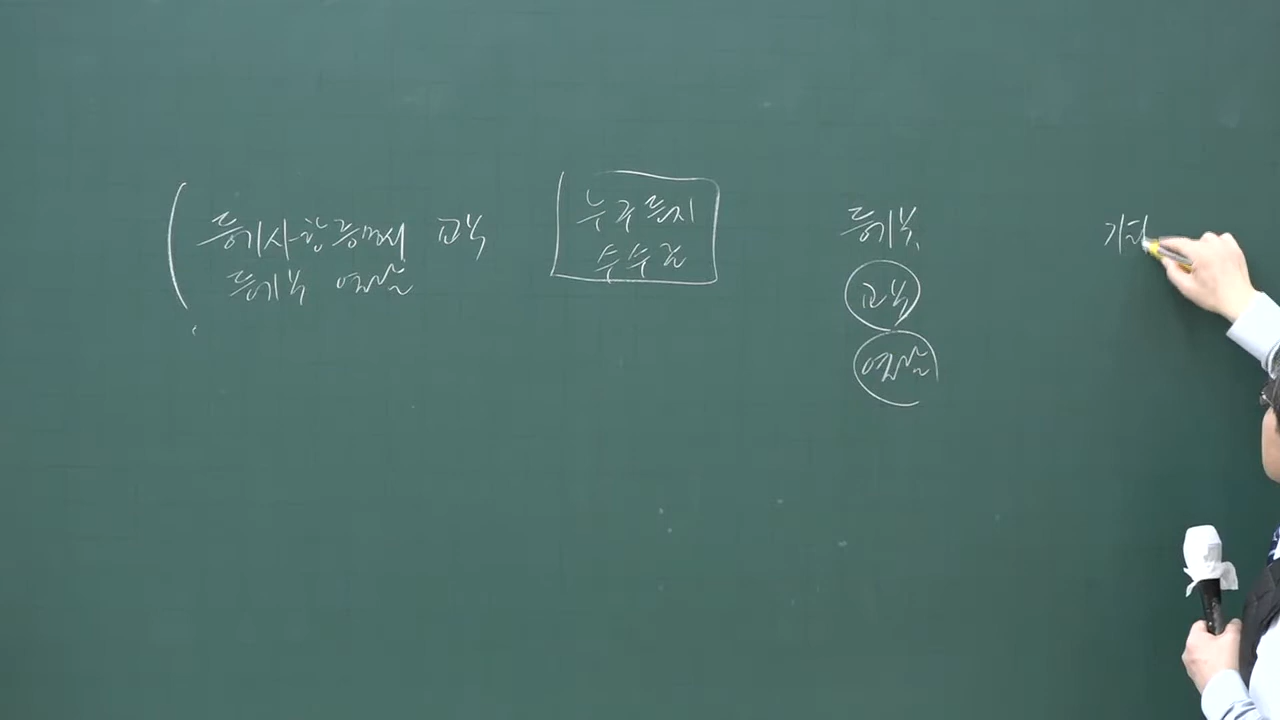 등기사항증명서 교부
등기부 열람
누구든지
수수료
등기부
교부
열람